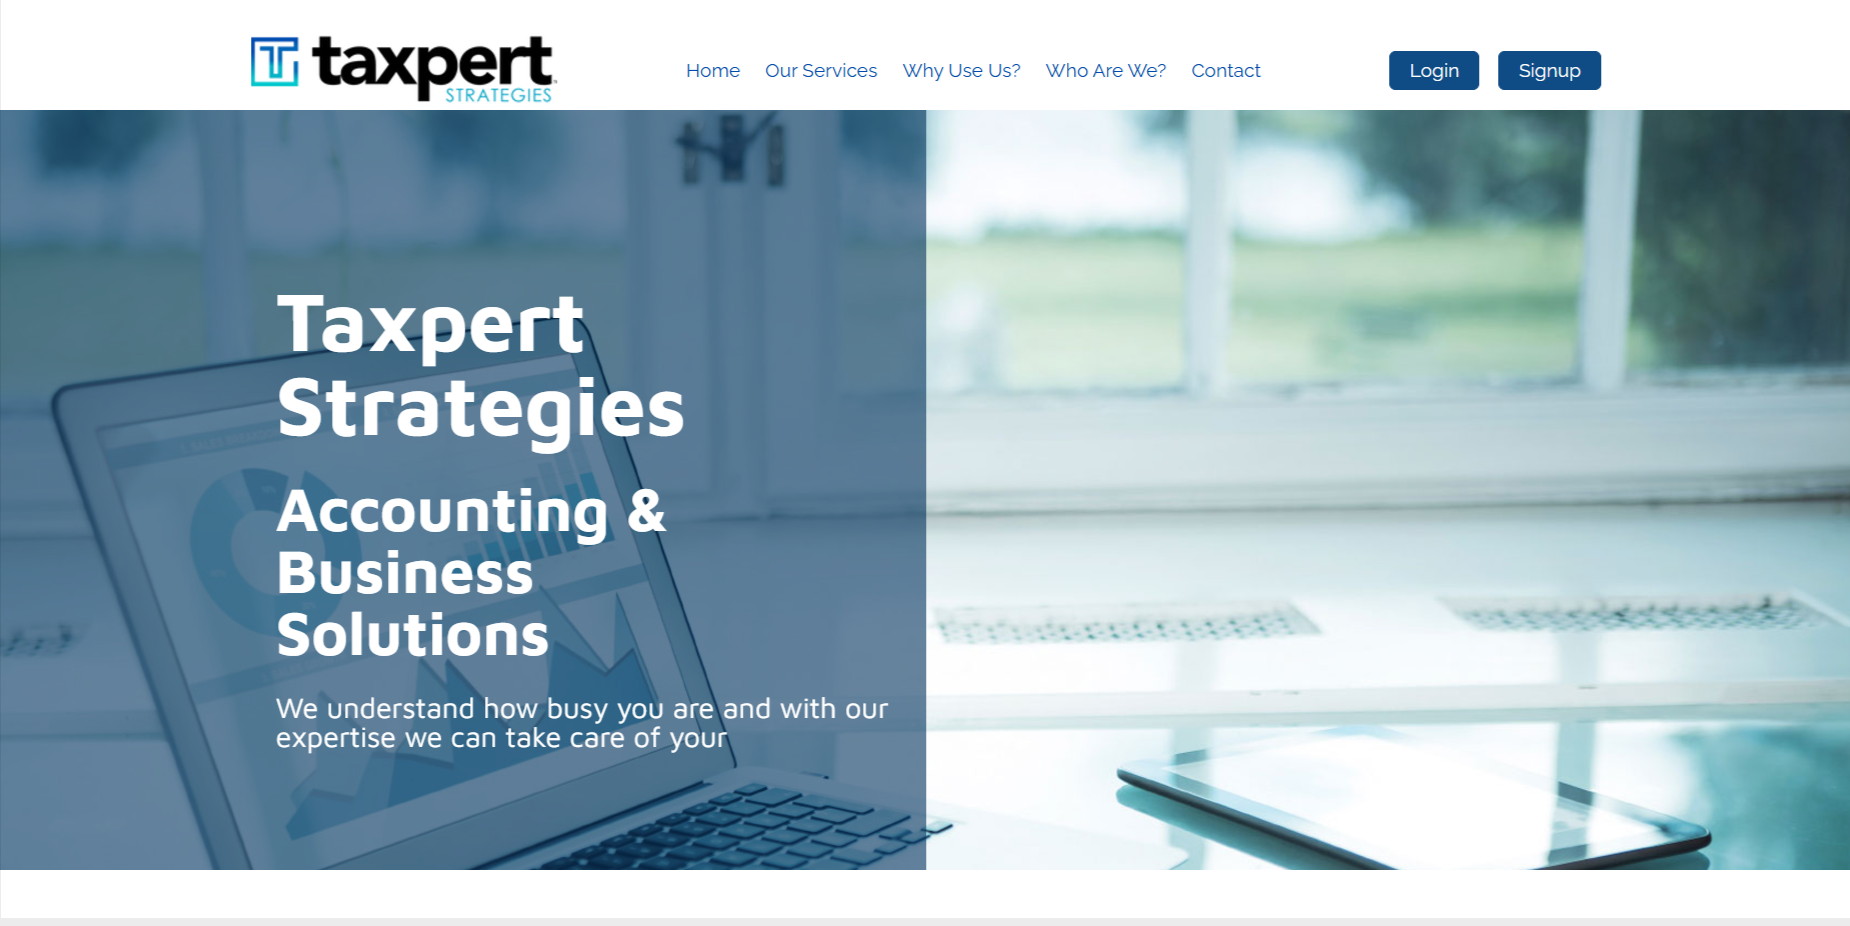 taxpert
STRATEGIES
Home
Our Services
Why Use Us?
Who Are We?
Contact
Login
Signup
Taxpert
Strategies
Accounting &
Business
Solutions
We understand how busy you are and with our
expertise we can take care of your